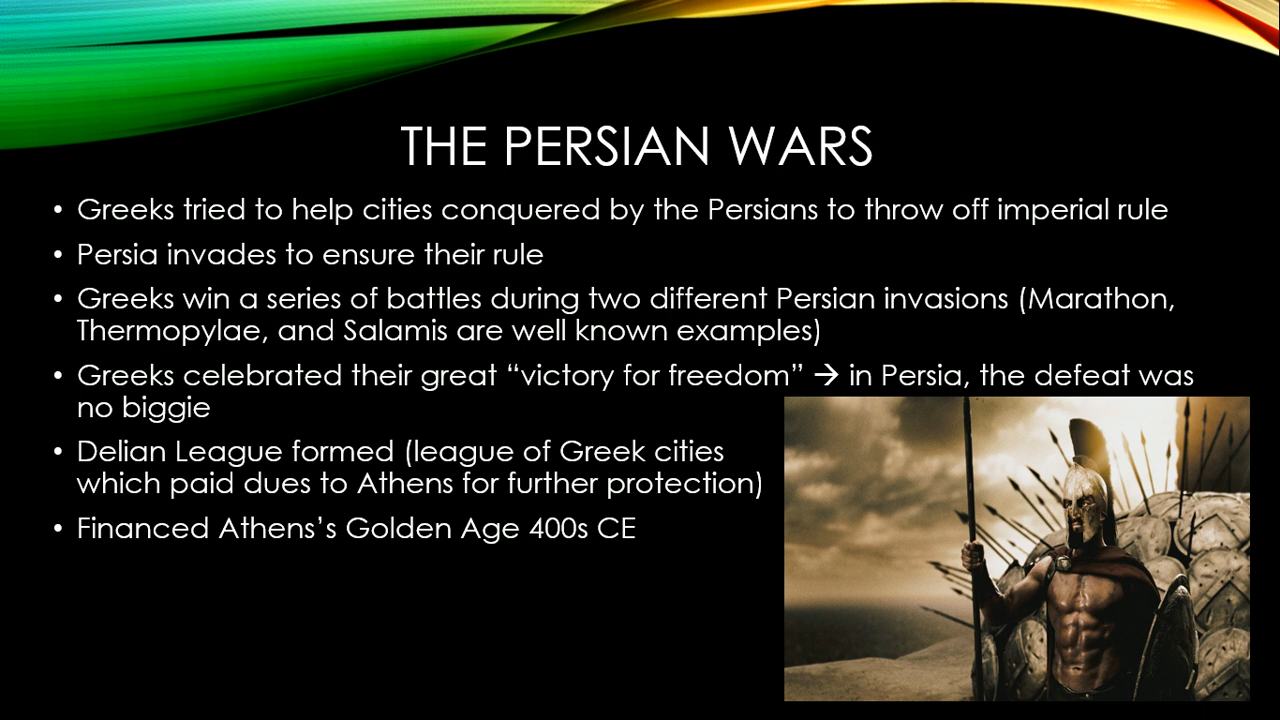 THE PERSIAN WARS
• Greeks tried to help cities conquered by the Persians to throw off imperial rule
• Persia invades to ensure their rule
• Greeks win a series of battles during two different Persian invasions (Marathon,
Thermopylae, and Salamis are well known examples)
• Greeks celebrated their great “victory for freedom” → in Persia, the defeat was
no biggie
• Delian League formed (league of Greek cities
which paid dues to Athens for further protection)
• Financed Athens’s Golden Age 400s CE